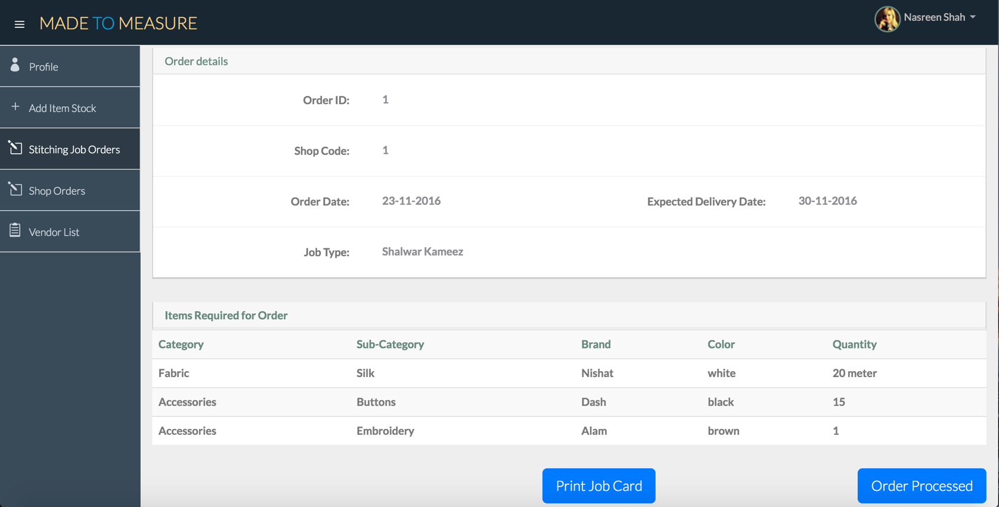 MADE TO MEASURE
Nasreen Shah
Profile
Add Item Stock
Stitching Job Orders
Shop Orders
Vendor List
Order details
Order ID: 1
Shop Code: 1
Order Date: 23-11-2016 Expected Delivery Date: 30-11-2016
Job Type: Shalwar Kameez
Items Required for Order
Category Sub-Category Brand Color Quantity
Fabric Silk Nishat white 20 meter
Accessories Buttons Dash black 15
Accessories Embroidery Alam brown 1
Print Job Card Order Processed